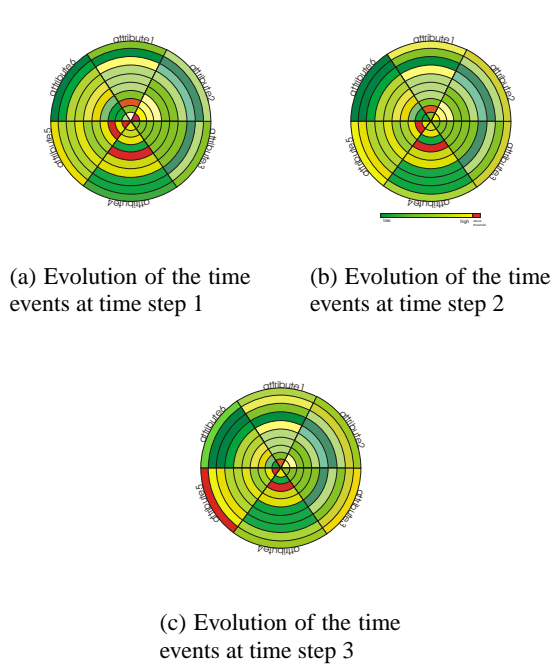 attribute1
attribute6
attribute2
attribute5
attribute3
attribute4
attribute1
attribute6
attribute2
attribute5
attribute3
attribute4
low high above
(a) Evolution of the time
events at time step 1
(b) Evolution of the time
events at time step 2
attribute1
attribute6
attribute2
attribute5
attribute3
attribute4
(c) Evolution of the time
events at time step 3